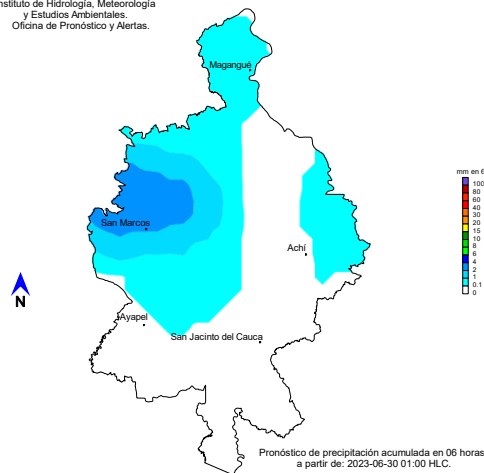 nstituto de Hidrología, Meteorología
y Estudios Ambientales.
Oficina de Pronóstico y Alertas.
Magangué
mm en 6
100
80
60
40
30
20
15
10
8
6
4
2
1
0.1
0
San Marcos
Achí
N
Ayapel
San Jacinto del Cauca
Pronóstico de precipitación acumulada en 06 horas
a partir de: 2023-06-30 01:00 HLC.